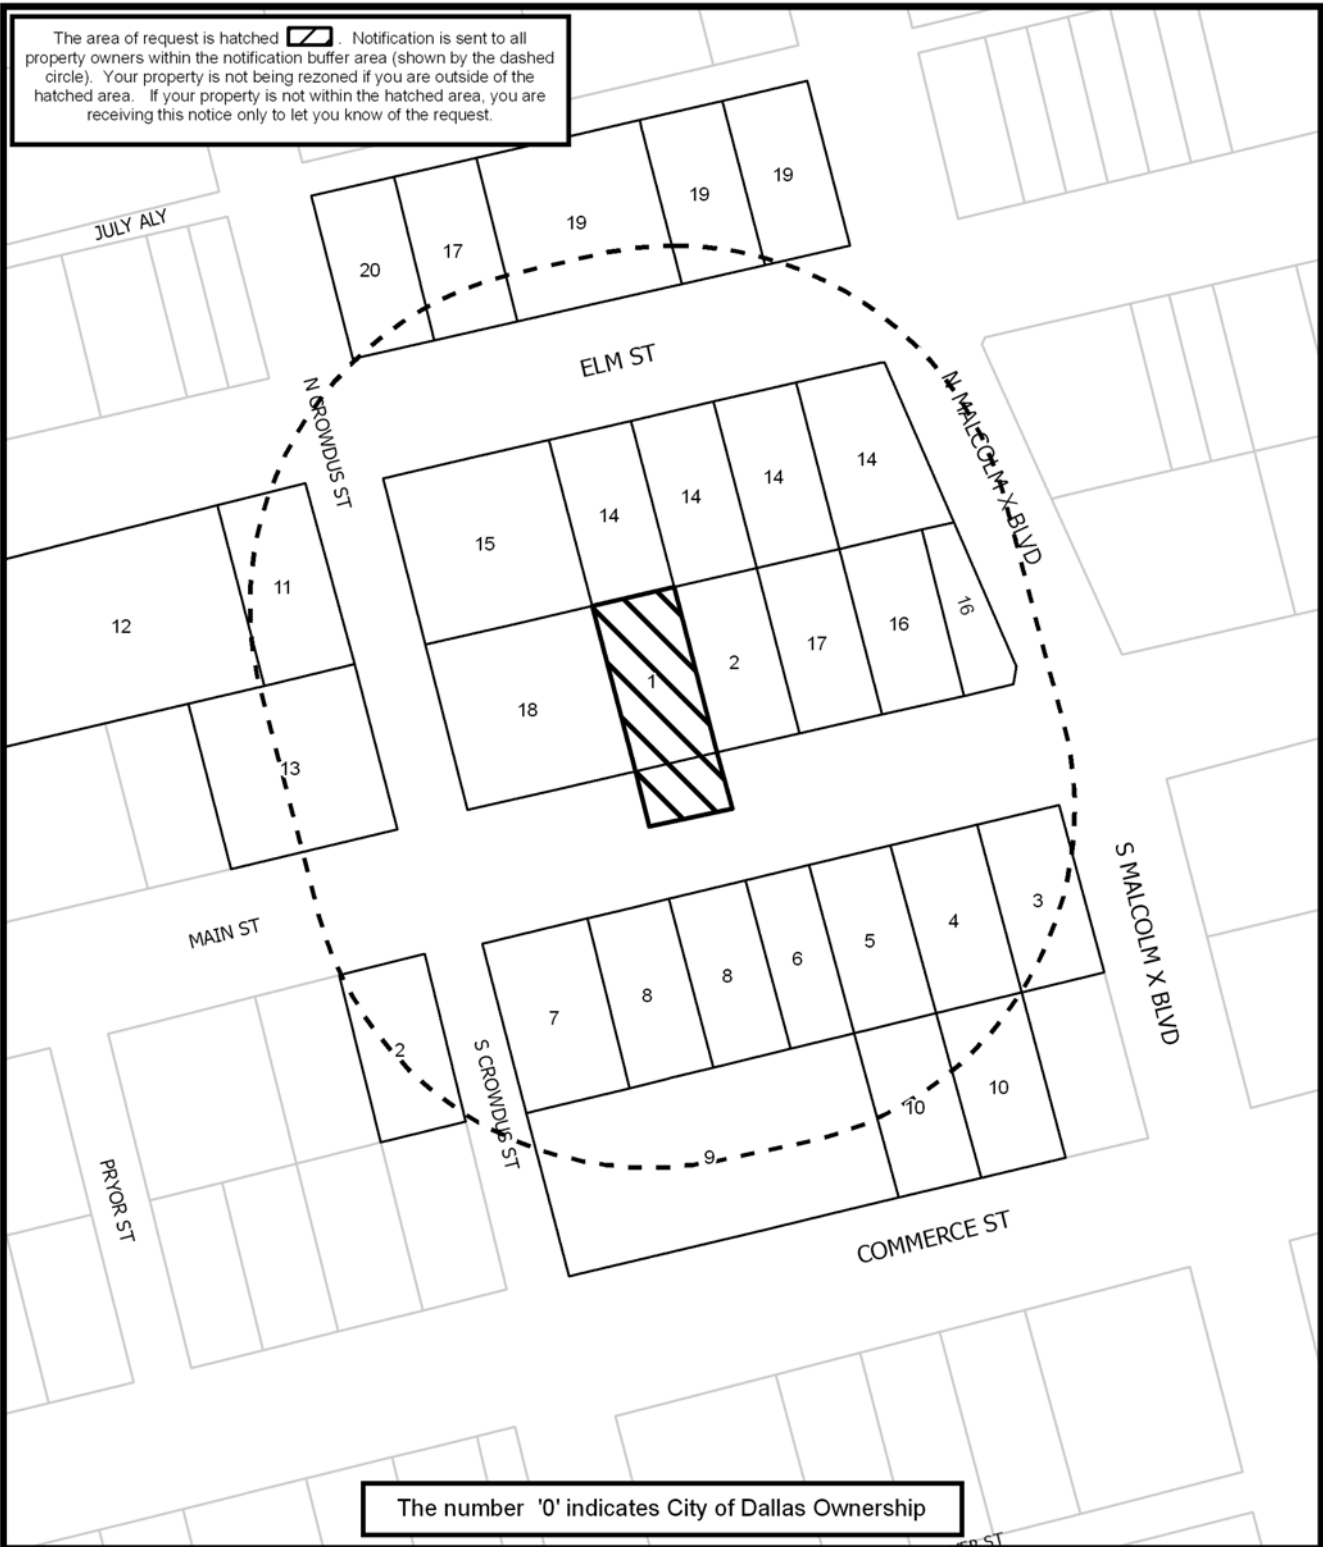 The area of request is hatched . Notification is sent to all
property owners within the notification buffer area (shown by the dashed
circle). Your property is not being rezoned if you are outside of the
hatched area. If your property is not within the hatched area, you are
receiving this notice only to let you know of the request.
JULY ALY
20
17
19
19
19
ELM ST
N CROWDUS ST
N MALCOLM X BLVD
15
14
14
14
14
12
11
18
1
2
17
16
16
13
MAIN ST
S MALCOLM X BLVD
7
8
8
6
5
4
3
2
S CROWDUS ST
9
10
10
PRYOR ST
COMMERCE ST
The number '0' indicates City of Dallas Ownership
ST